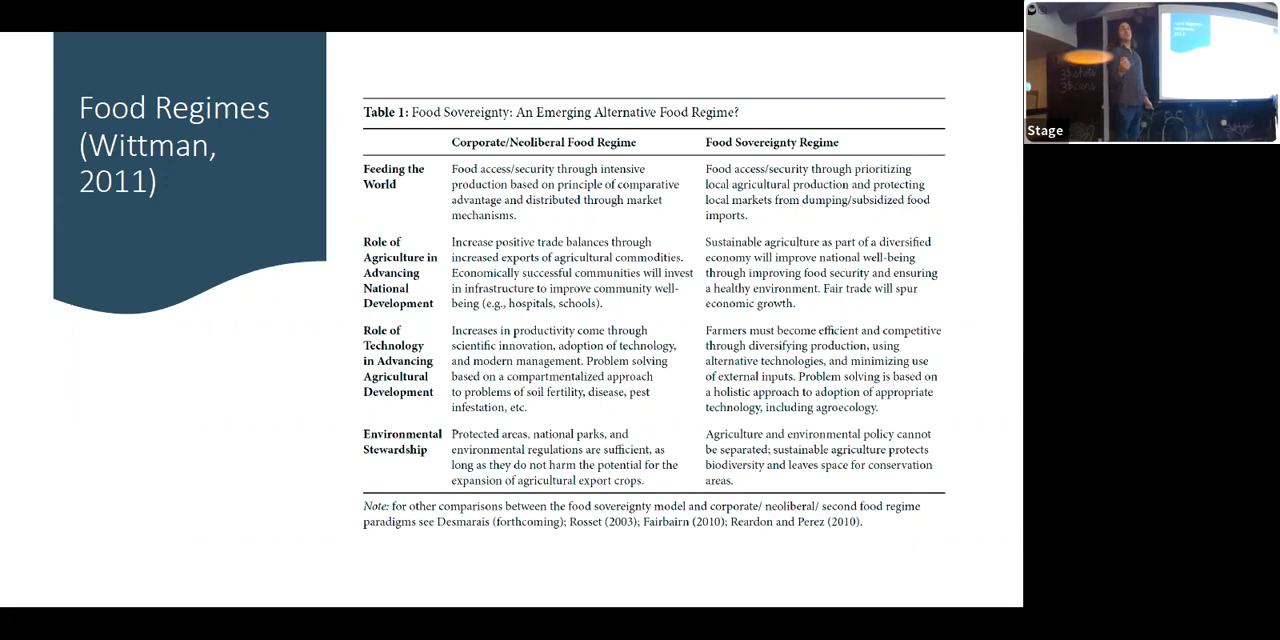 Food Regimes
(Wittman,
2011)
Table 1: Food Sovereignty: An Emerging Alternative Food Regime?
Corporate/Neoliberal Food Regime
Food Sovereignty Regime
Feeding the
World
Food access/security through intensive
production based on principle of comparative
advantage and distributed through market
mechanisms.
Food access/security through prioritizing
local agricultural production and protecting
local markets from dumping/subsidized food
imports.
Role of
Agriculture in
Advancing
National
Development
Increase positive trade balances through
increased exports of agricultural commodities.
Economically successful communities will invest
in infrastructure to improve community well-
being (e.g., hospitals, schools).
Sustainable agriculture as part of a diversified
economy will improve national well-being
through improving food security and ensuring
a healthy environment. Fair trade will spur
economic growth.
Role of
Technology
in Advancing
Agricultural
Development
Increases in productivity come through
scientific innovation, adoption of technology,
and modern management. Problem solving
based on a compartmentalized approach
to problems of soil fertility, disease, pest
infestation, etc.
Farmers must become efficient and competitive
through diversifying production, using
alternative technologies, and minimizing use
of external inputs. Problem solving is based on
a holistic approach to adoption of appropriate
technology, including agroecology.
Environmental
Stewardship
Protected areas, national parks, and
environmental regulations are sufficient, as
long as they do not harm the potential for the
expansion of agricultural export crops.
Agriculture and environmental policy cannot
be separated; sustainable agriculture protects
biodiversity and leaves space for conservation
areas.
Note: for other comparisons between the food sovereignty model and corporate/ neoliberal/ second food regime
paradigms see Desmarais (forthcoming); Rosset (2003); Fairbairn (2010); Reardon and Perez (2010).
Food Regimes
(Wittman,
2011)
Stage